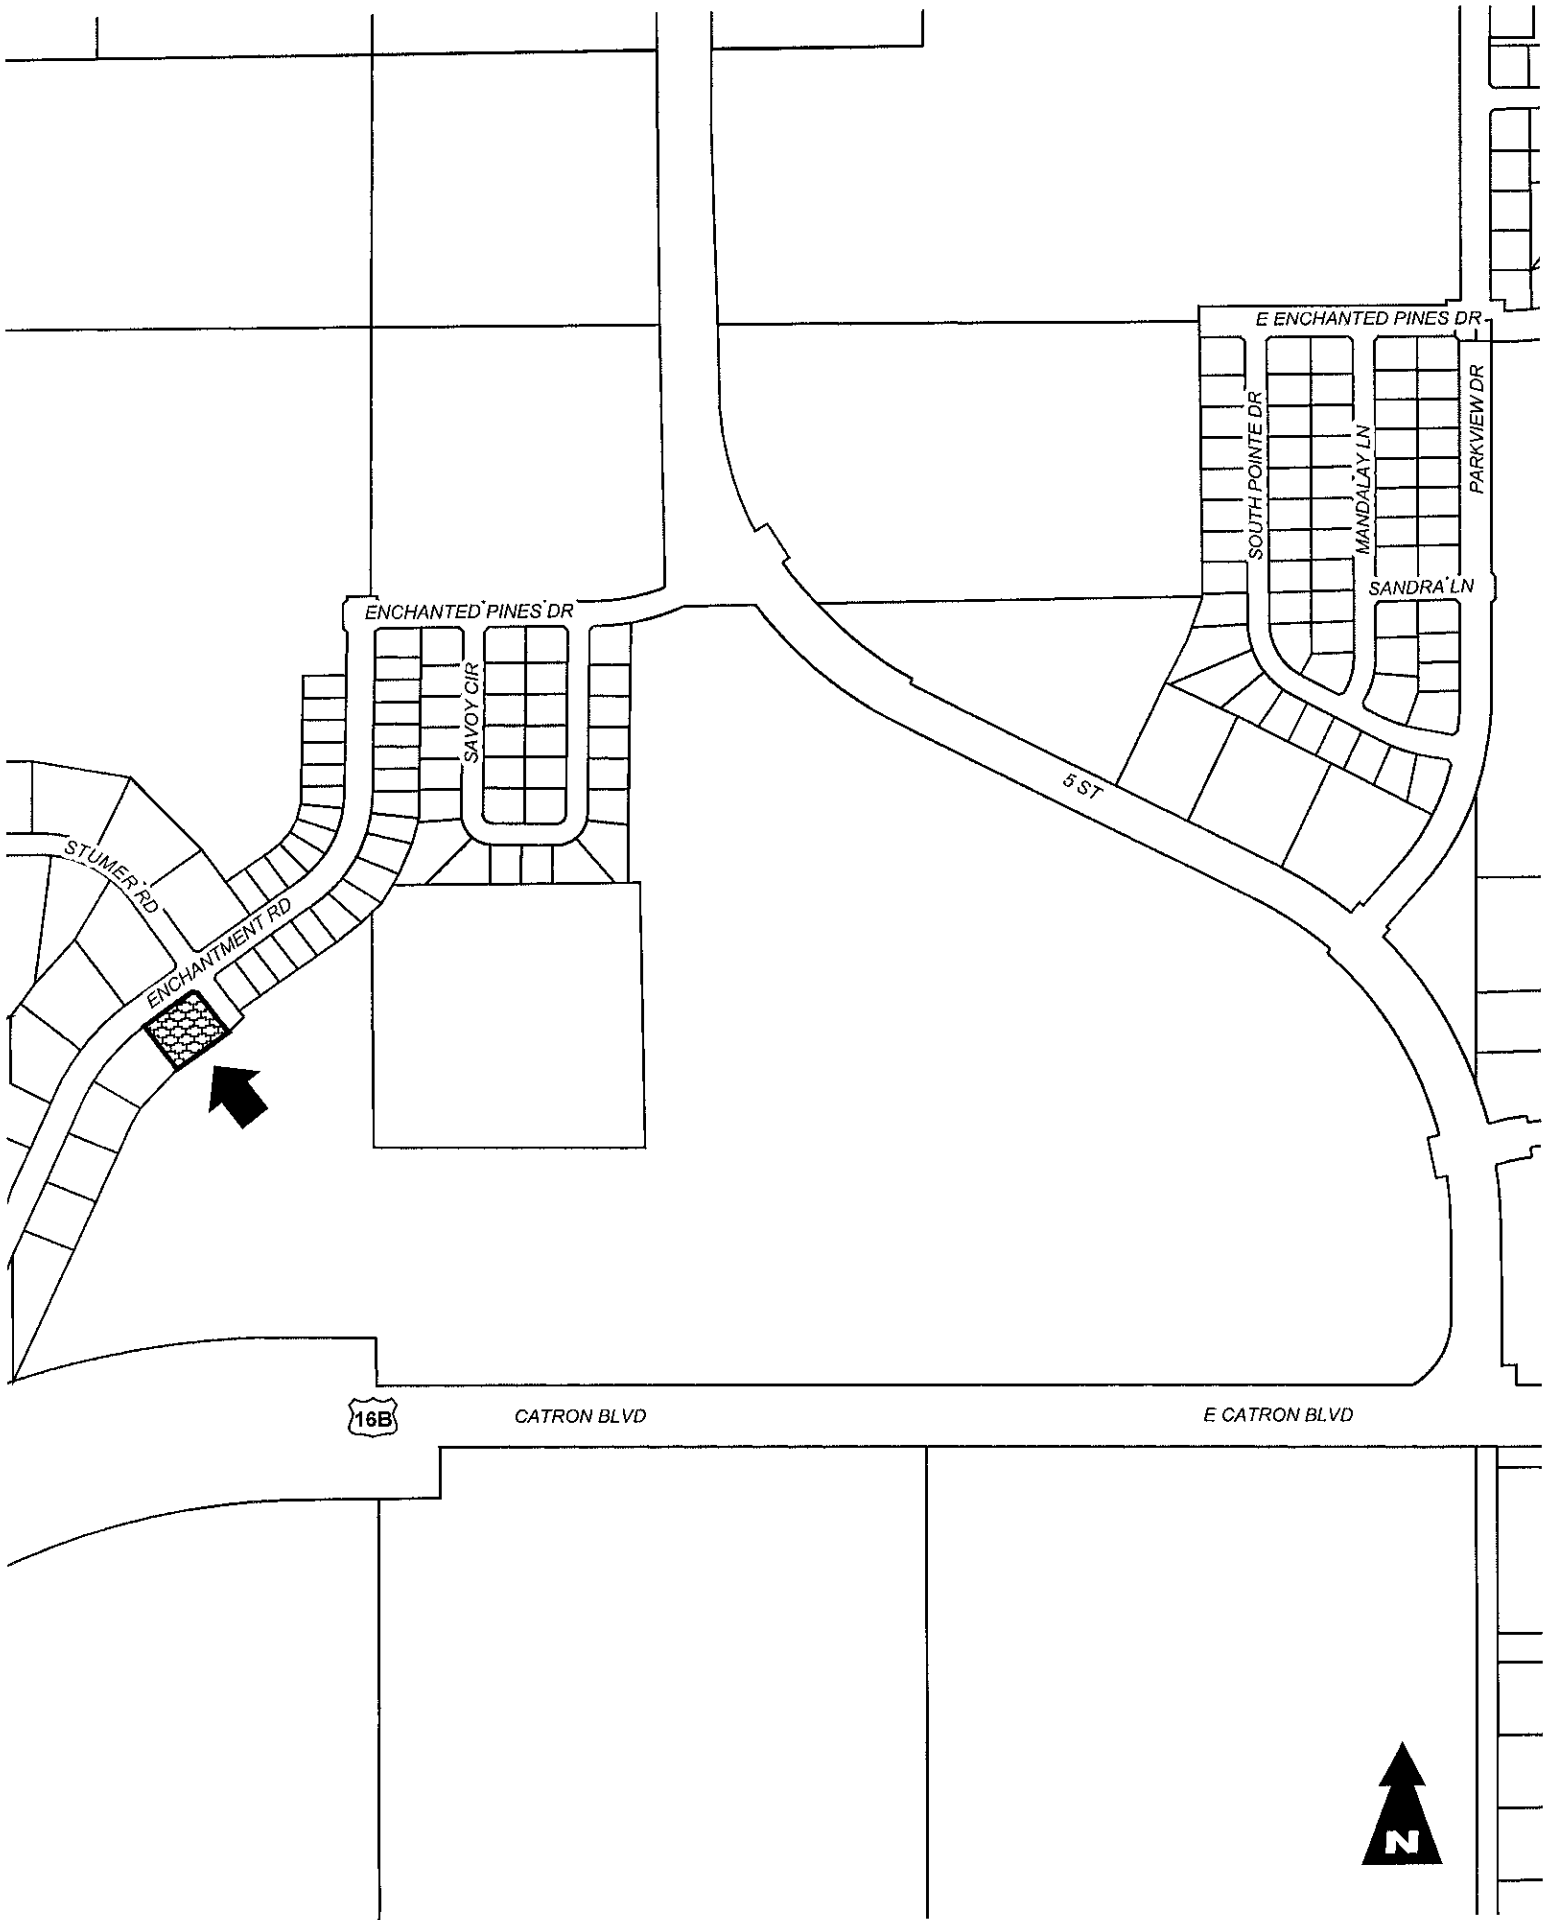 E ENCHANTED PINES DR
PARKVIEW DR
SOUTH POINTE DR
MANDALAY LN
SANDRA LN
ENCHANTED PINES DR
SAVOY CIR
5 ST
STUMER RD
ENCHANTMENT RD
16B
CATRON BLVD
E CATRON BLVD
N